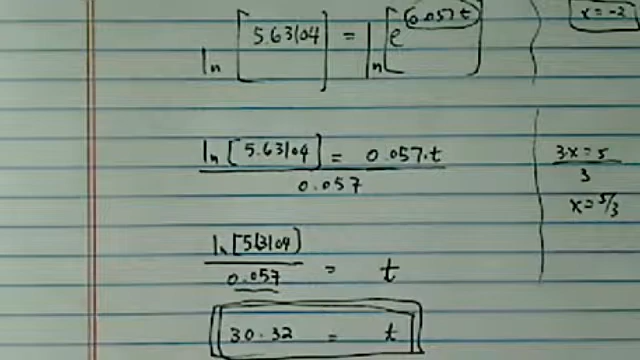 ln [5.63104] = ln [e^0.057t]
x = -2
ln [5.63104] = 0.057·t
0.057
3·x = 5
3
x = 5/3
ln [5.63104]
0.057 = t
30.32 = t